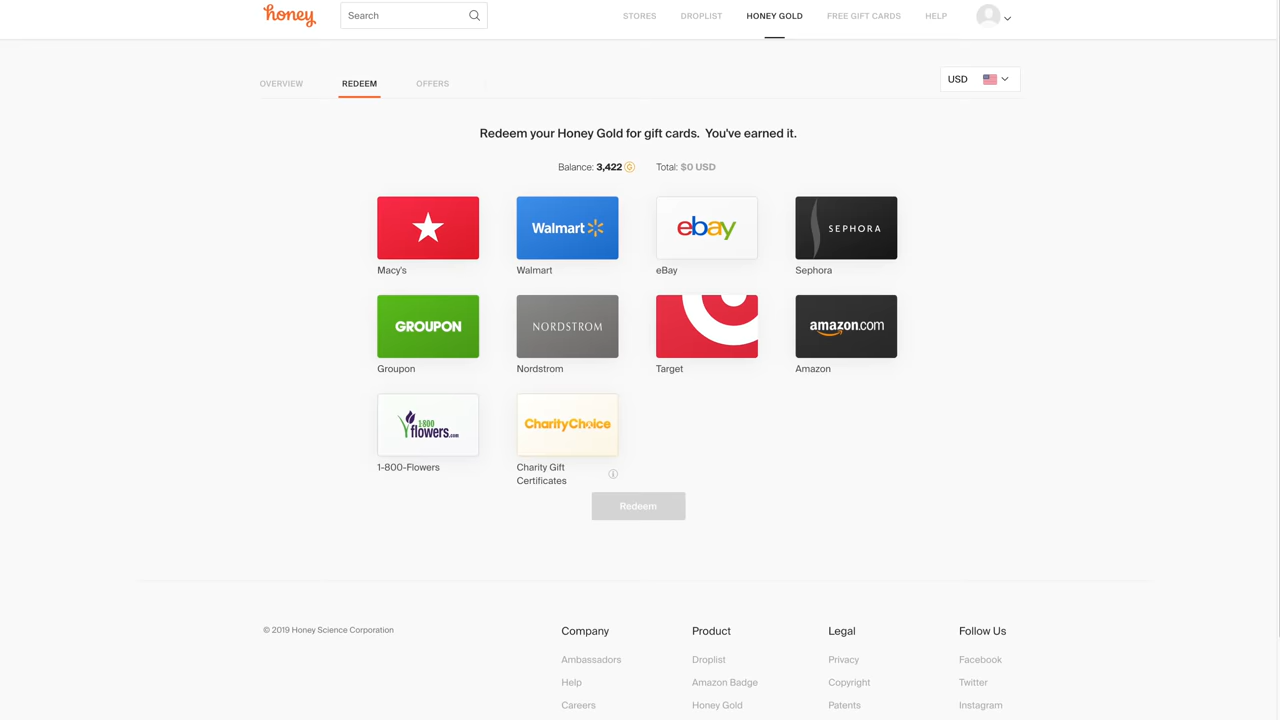 honey
Search
STORES
DROPLIST
HONEY GOLD
FREE GIFT CARDS
HELP
OVERVIEW
REDEEM
OFFERS
USD
Redeem your Honey Gold for gift cards. You've earned it.
Balance: 3,422 G
Total: $0 USD
Walmart
ebay
SEPHORA
Macy's
Walmart
eBay
Sephora
GROUPON
NORDSTROM
amazon.com
Groupon
Nordstrom
Target
Amazon
1·800
flowers.com
CharityChoice
1-800-Flowers
Charity Gift
Certificates
Redeem
© 2019 Honey Science Corporation
Company
Product
Legal
Follow Us
Ambassadors
Droplist
Privacy
Facebook
Help
Amazon Badge
Copyright
Twitter
Careers
Honey Gold
Patents
Instagram